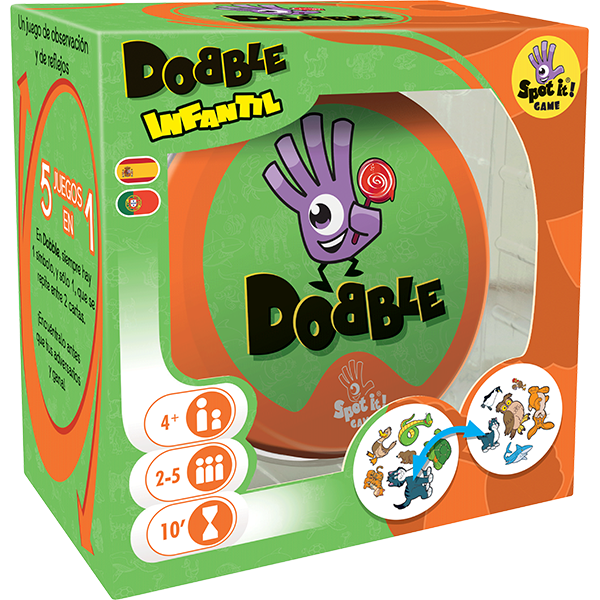 Un juego de observación
y de reflejos
5 JUEGOS EN 1
En Dobble, siempre hay
1 símbolo, y sólo 1, que se
repite entre 2 cartas.
Encuéntralo antes
que tus adversarios
y ¡gana!
DOBBLE
INFANTIL
Spot it!®
GAME
DOBBLE
Spot it!
GAME
4+
2-5
10'